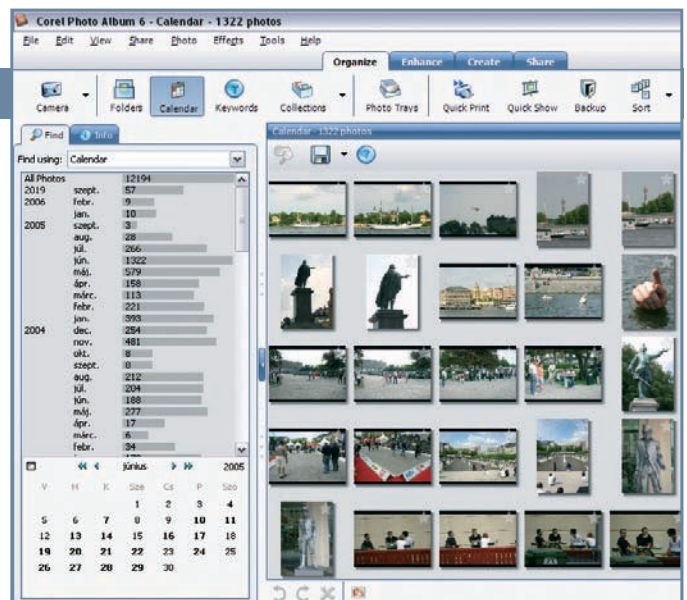 Corel Photo Album 6 - Calendar - 1322 photos
File Edit View Share Photo Effects Tools Help
Organize Enhance Create Share
Camera Folders Calendar Keywords Collections Photo Trays Quick Print Quick Show Backup Sort
Find Info
Calendar - 1322 photos
Find using: Calendar
All Photos 12194
2019 szept. 57
2006 febr. 9
jan. 10
2005 szept. 3
aug. 28
júl. 266
jún. 1322
máj. 579
ápr. 158
márc. 113
febr. 221
jan. 393
2004 dec. 254
nov. 481
okt. 8
szept. 8
aug. 212
júl. 204
jún. 188
máj. 277
ápr. 17
márc. 6
febr. 34
június 2005
V H K Sze Cs P Szo
1 2 3 4
5 6 7 8 9 10 11
12 13 14 15 16 17 18
19 20 21 22 23 24 25
26 27 28 29 30